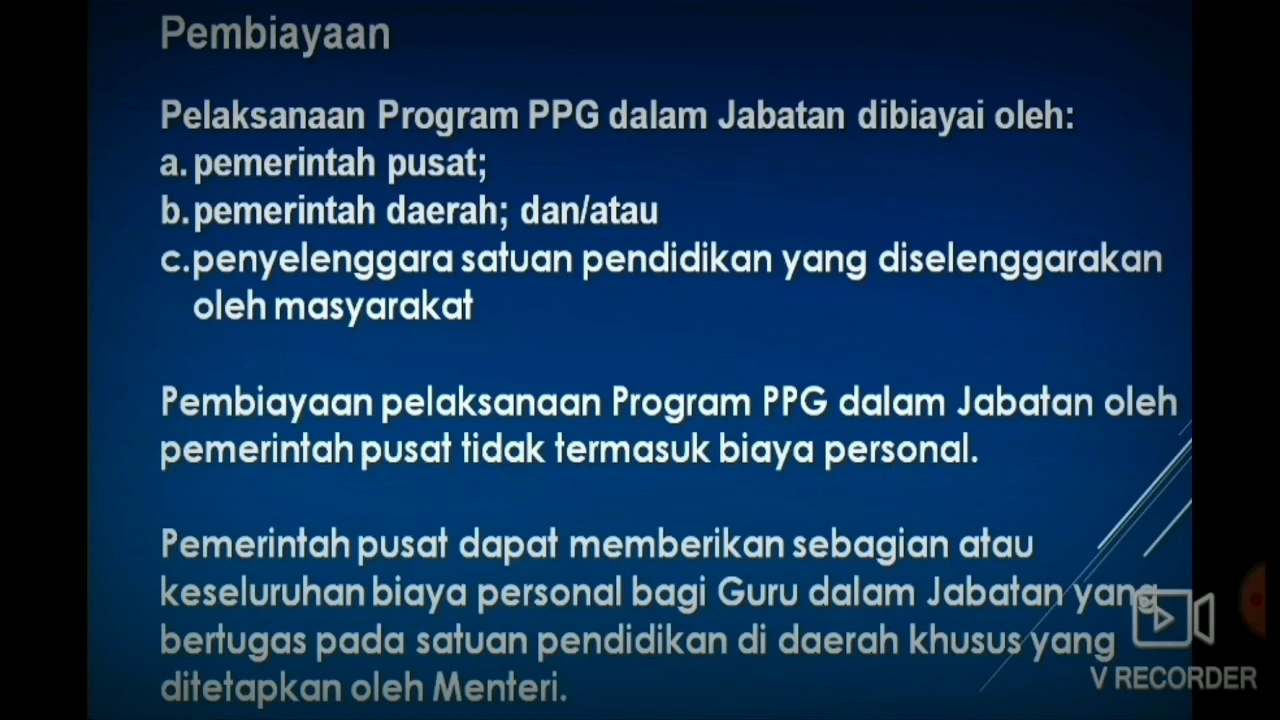 Pembiayaan
Pelaksanaan Program PPG dalam Jabatan dibiayai oleh:
a. pemerintah pusat;
b. pemerintah daerah; dan/atau
c. penyelenggara satuan pendidikan yang diselenggarakan
oleh masyarakat
Pembiayaan pelaksanaan Program PPG dalam Jabatan oleh
pemerintah pusat tidak termasuk biaya personal.
Pemerintah pusat dapat memberikan sebagian atau
keseluruhan biaya personal bagi Guru dalam Jabatan yang
bertugas pada satuan pendidikan di daerah khusus yang
ditetapkan oleh Menteri.
V RECORDER